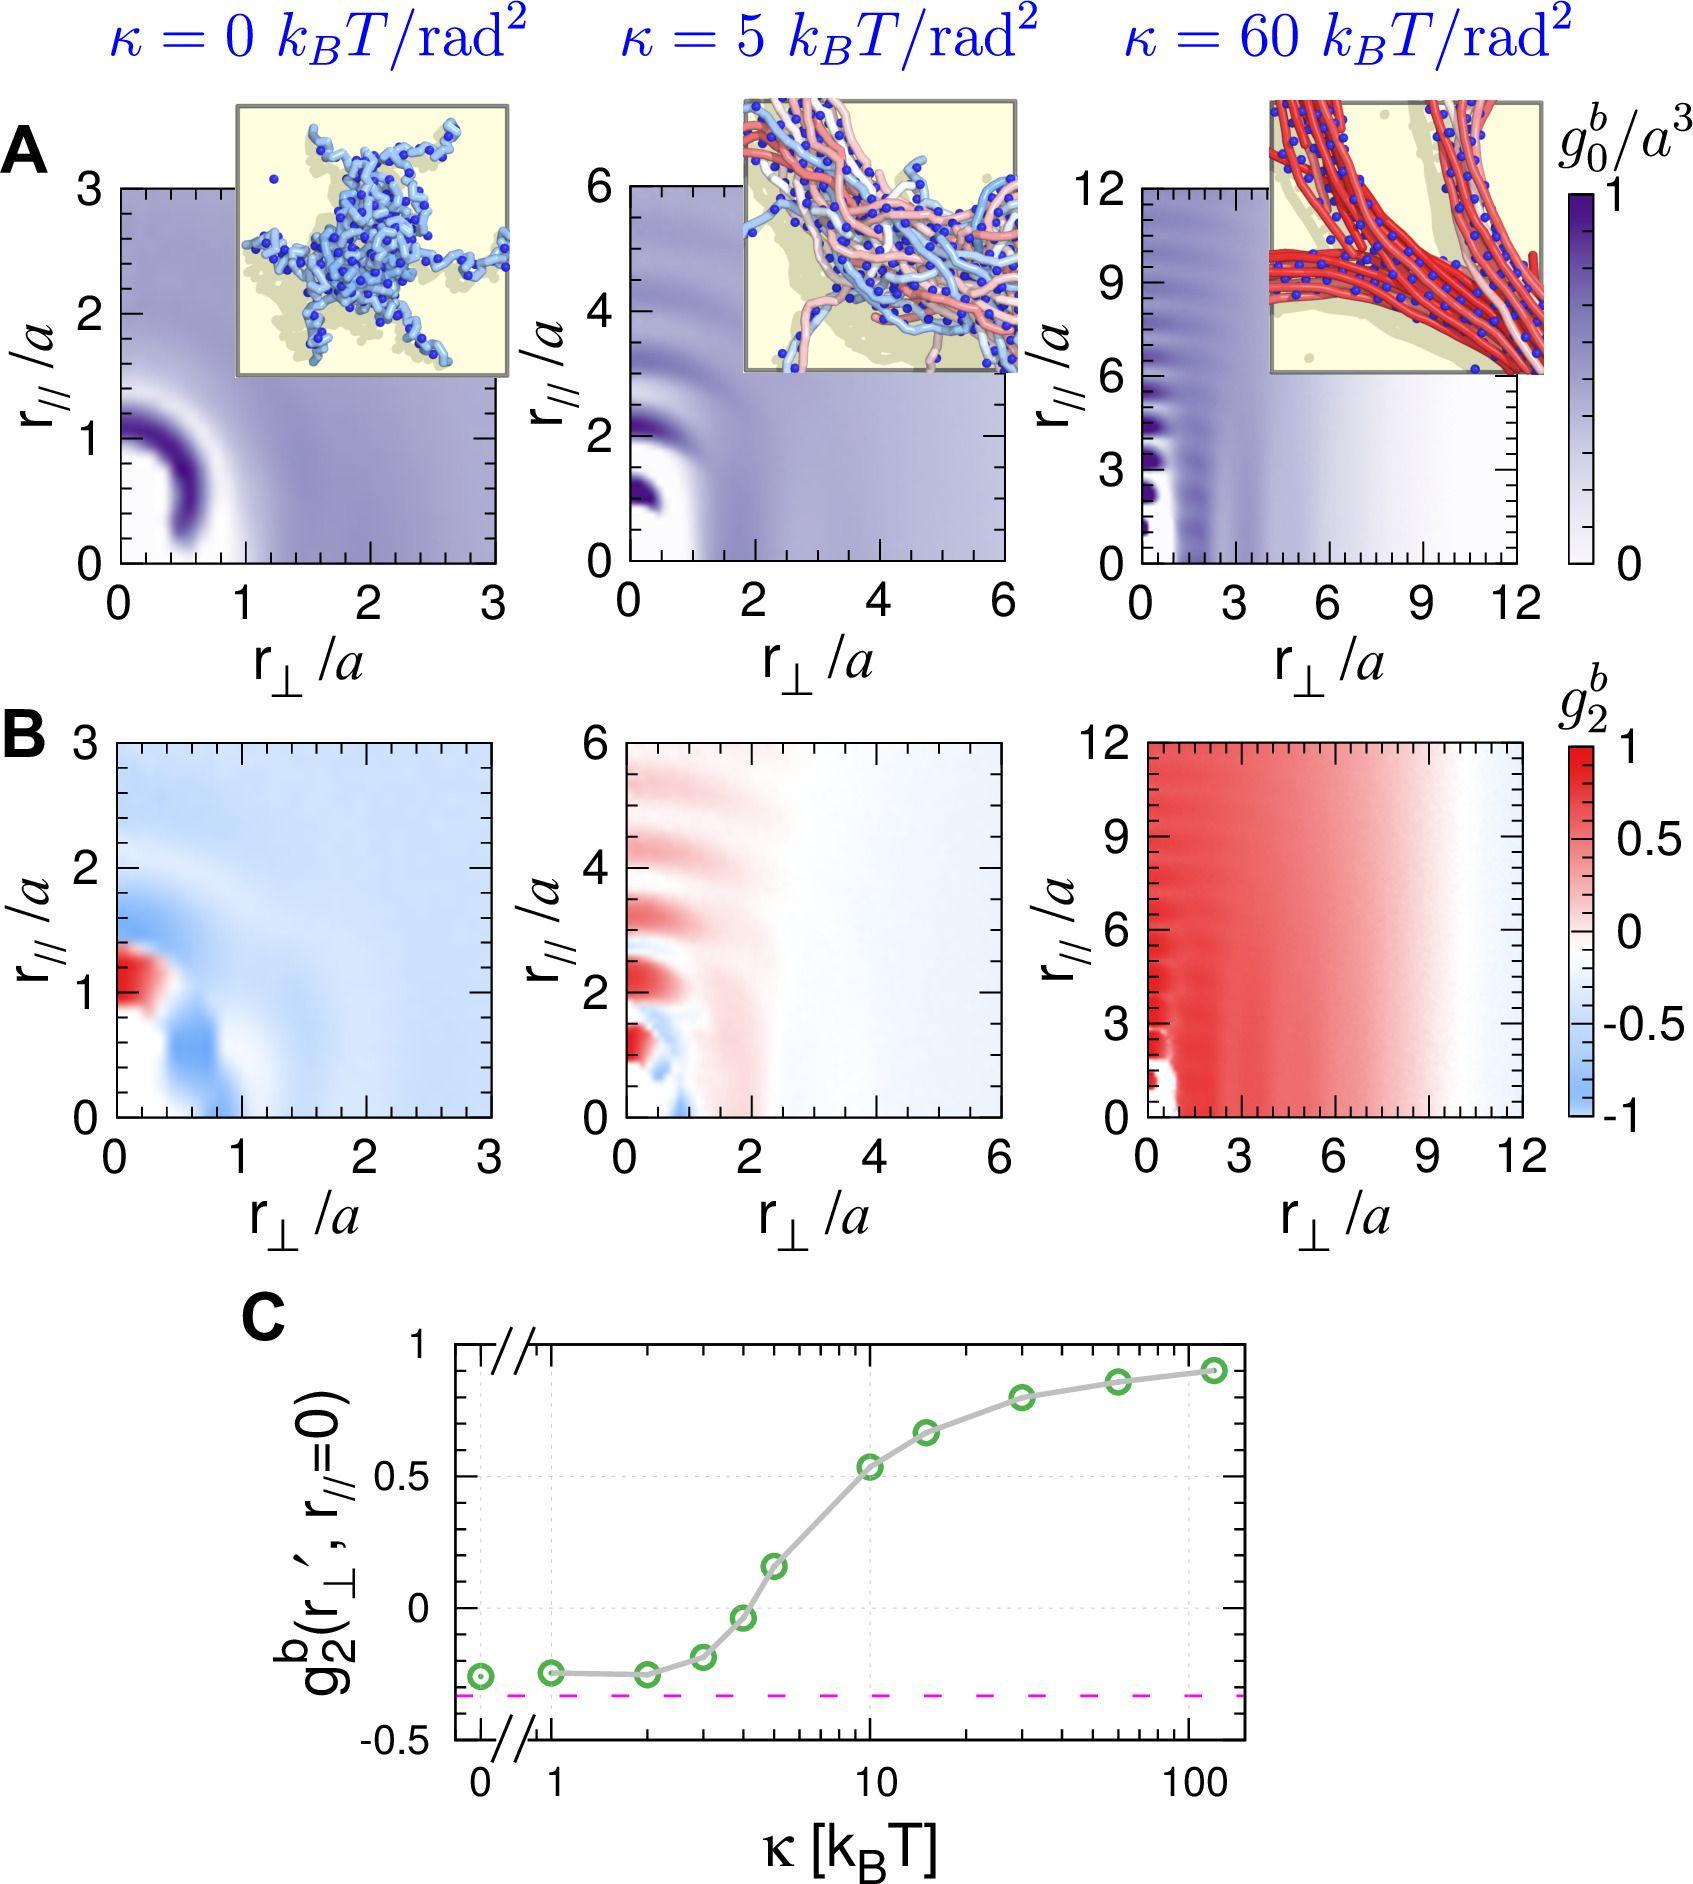 κ = 0 k_BT/rad² κ = 5 k_BT/rad² κ = 60 k_BT/rad²
A
g₀ᵇ/a³
3 6 12
1
2 4 9
r∥/a r∥/a r∥/a
6
1 2 3
0 0 0 0
0 1 2 3 0 2 4 6 0 3 6 9 12
r⊥/a r⊥/a r⊥/a
B
g₂ᵇ
3 6 12 1
2 4 9 0.5
r∥/a r∥/a r∥/a
6 0
1 2 3 -0.5
0 0 0 -1
0 1 2 3 0 2 4 6 0 3 6 9 12
r⊥/a r⊥/a r⊥/a
C
1
0.5
0
-0.5
g₂ᵇ(r⊥′, r∥=0)
0 1 10 100
κ [k_BT]